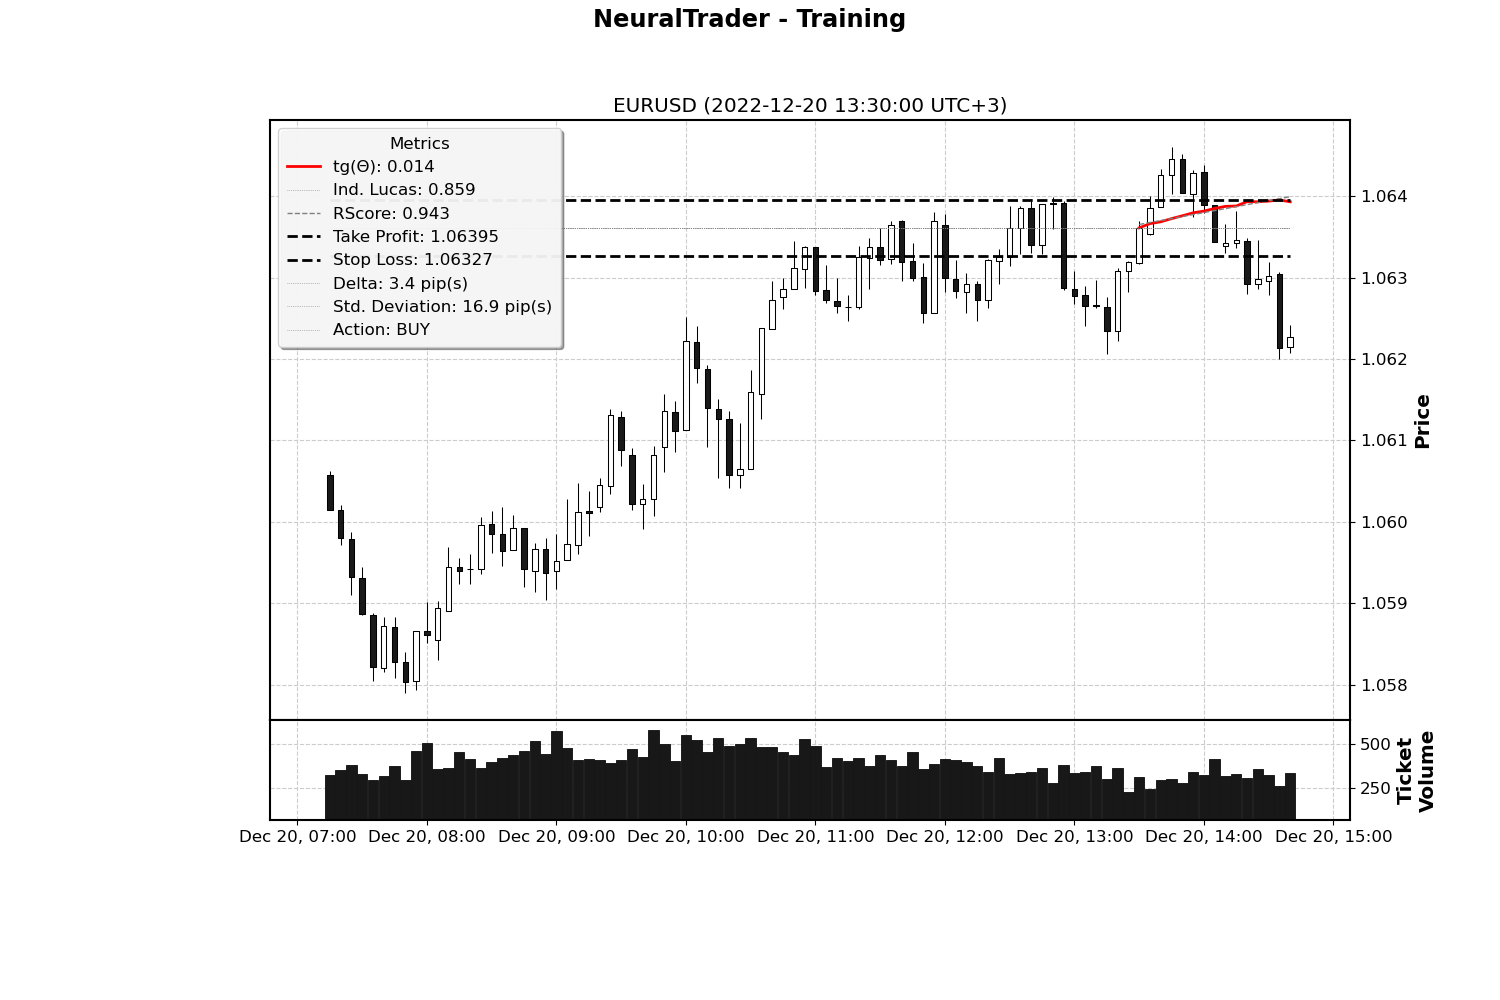 NeuralTrader - Training
EURUSD (2022-12-20 13:30:00 UTC+3)
Metrics
tg(Θ): 0.014
Ind. Lucas: 0.859
RScore: 0.943
Take Profit: 1.06395
Stop Loss: 1.06327
Delta: 3.4 pip(s)
Std. Deviation: 16.9 pip(s)
Action: BUY
1.064
1.063
1.062
1.061
1.060
1.059
1.058
Price
500
250
Ticket
Volume
Dec 20, 07:00 Dec 20, 08:00 Dec 20, 09:00 Dec 20, 10:00 Dec 20, 11:00 Dec 20, 12:00 Dec 20, 13:00 Dec 20, 14:00 Dec 20, 15:00